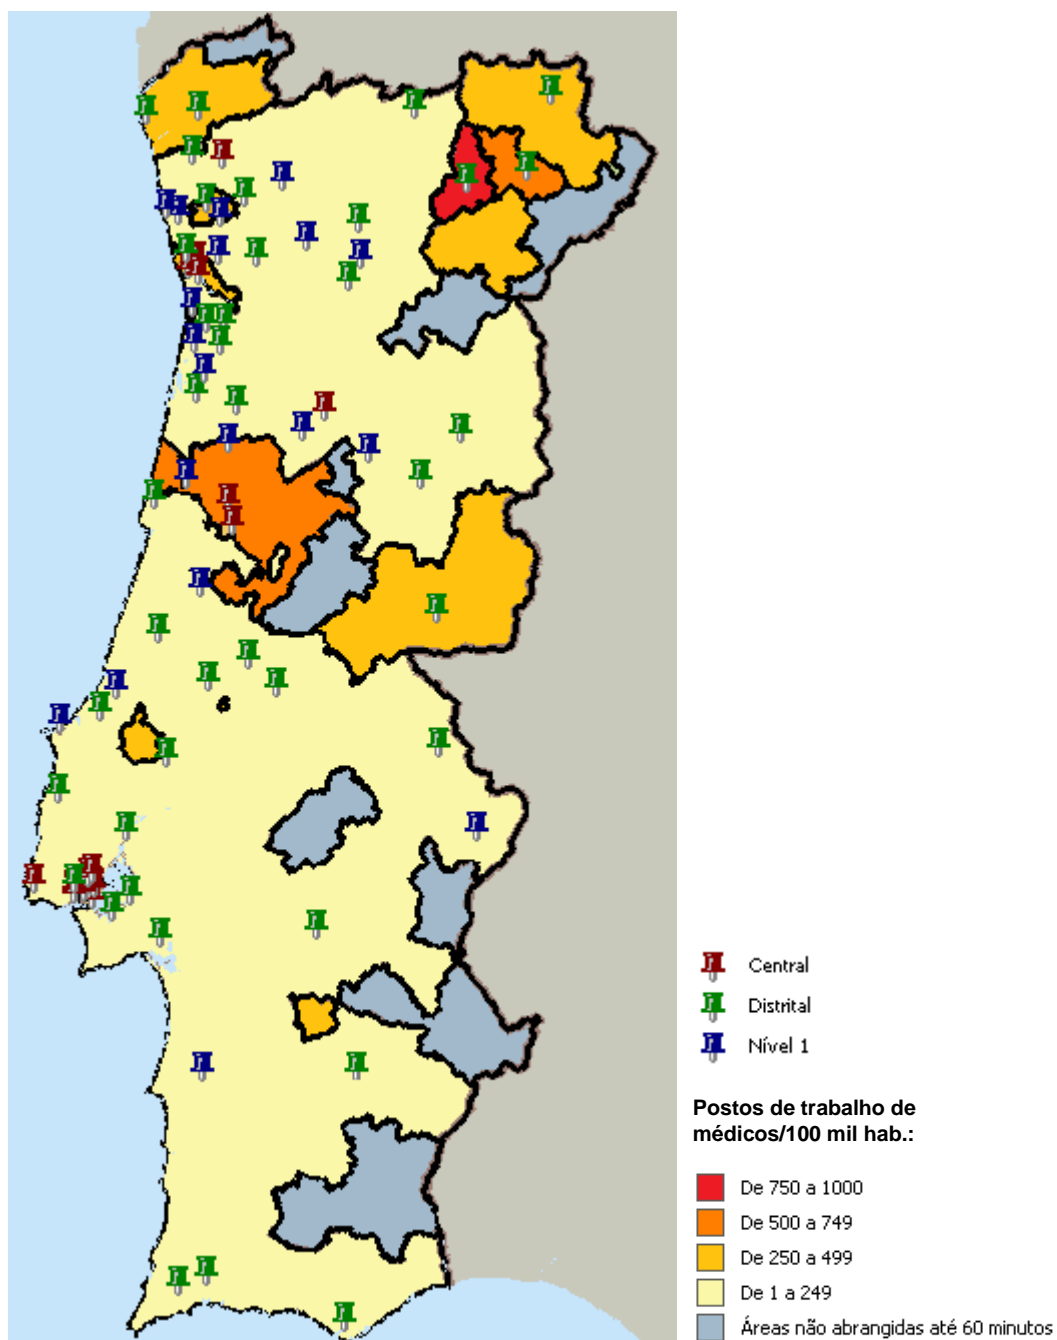 Central
Distrital
Nível 1
Postos de trabalho de
médicos/100 mil hab.:
De 750 a 1000
De 500 a 749
De 250 a 499
De 1 a 249
Áreas não abrangidas até 60 minutos